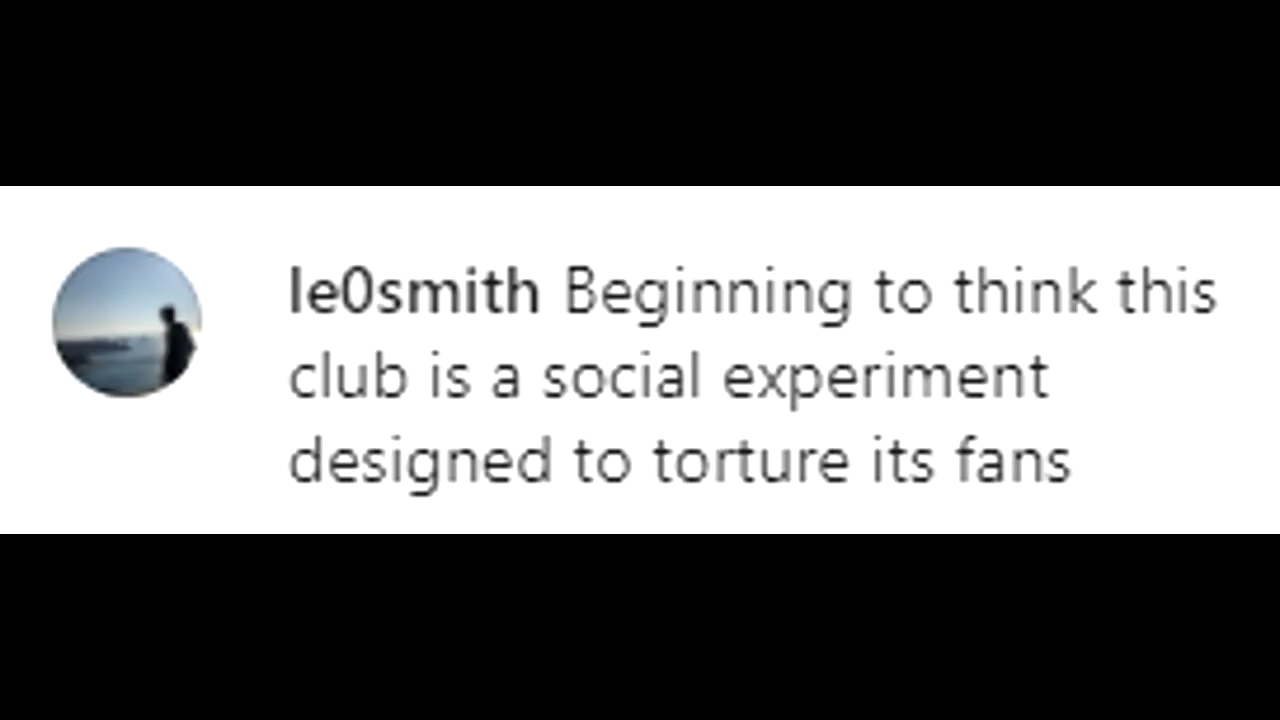 le0smith Beginning to think this
club is a social experiment
designed to torture its fans